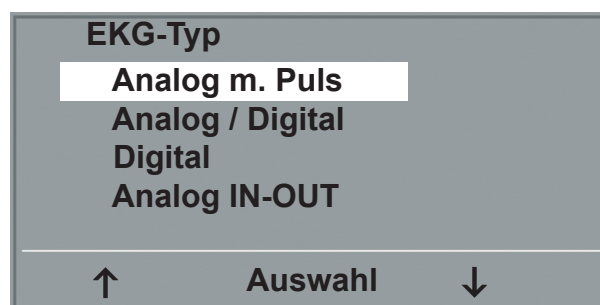 EKG-Typ
Analog m. Puls
Analog / Digital
Digital
Analog IN-OUT
↑ Auswahl ↓